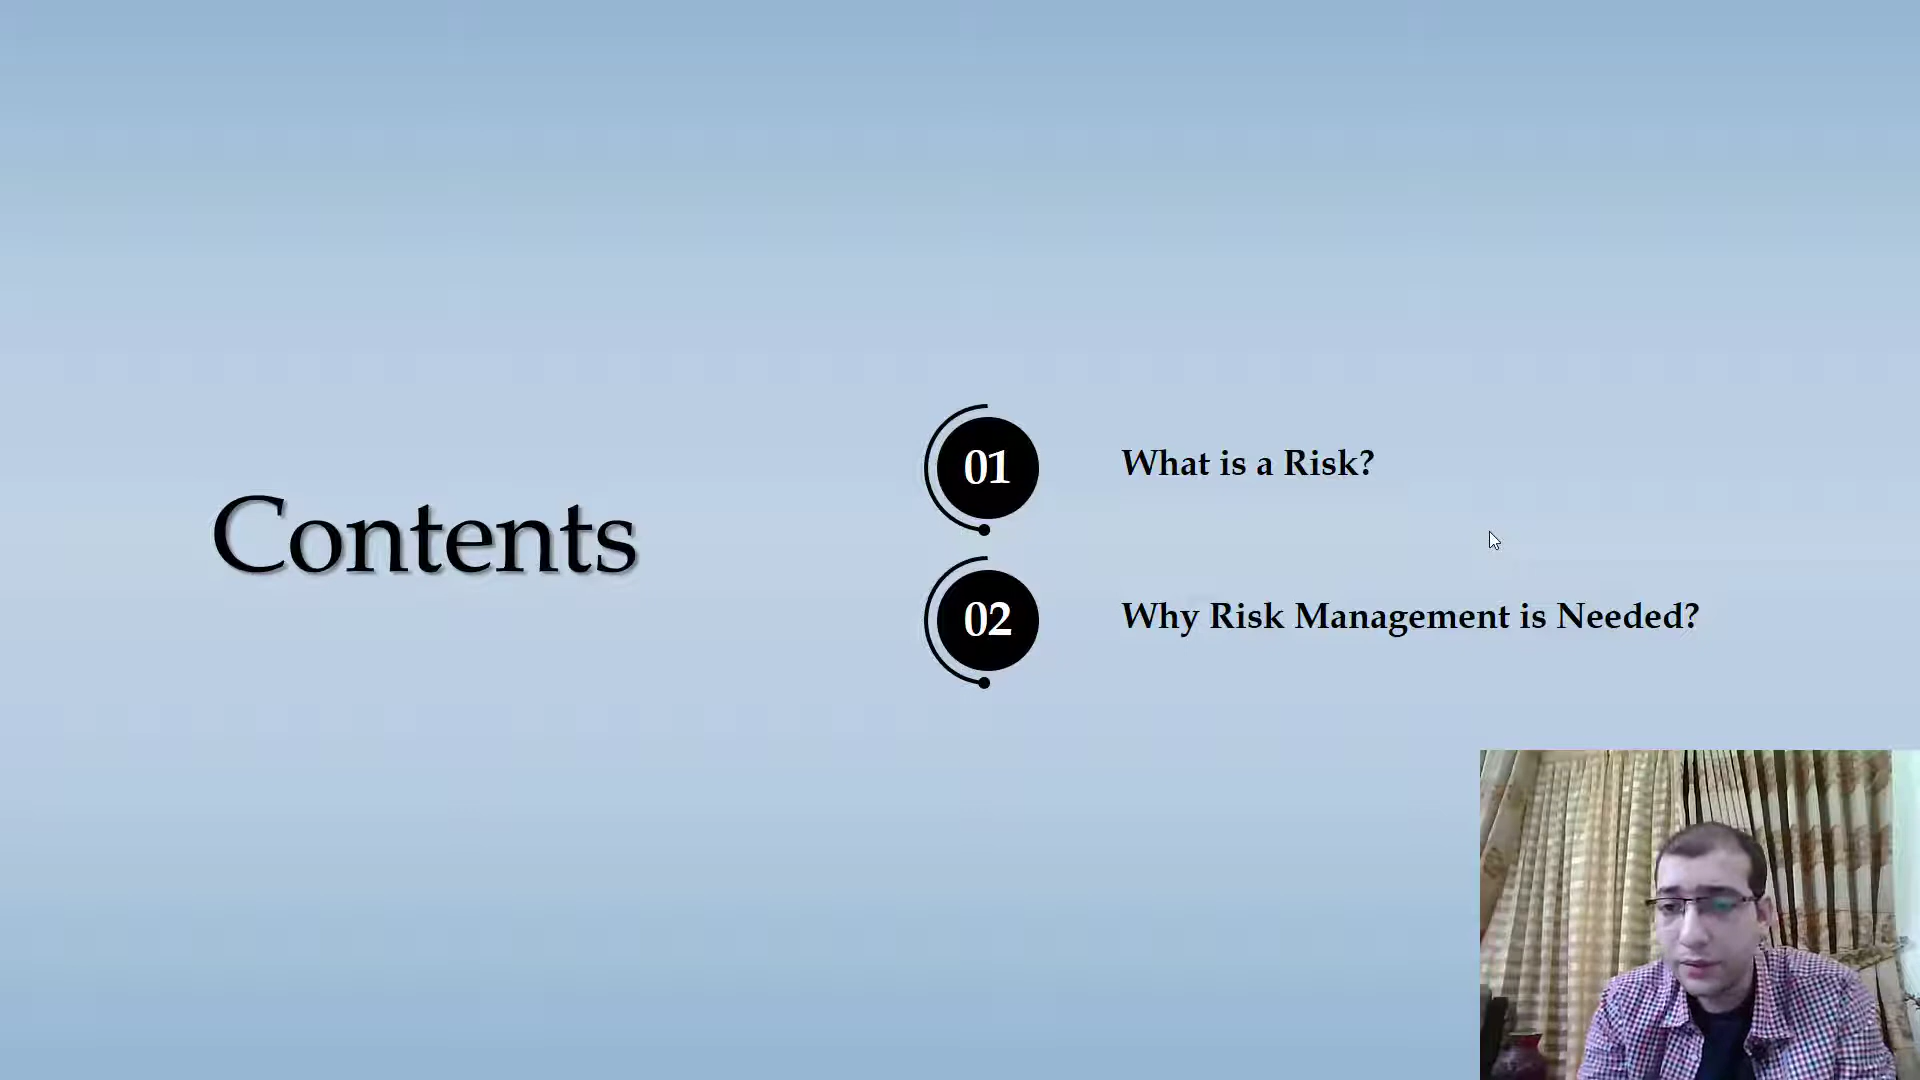 Contents
01
What is a Risk?
02
Why Risk Management is Needed?